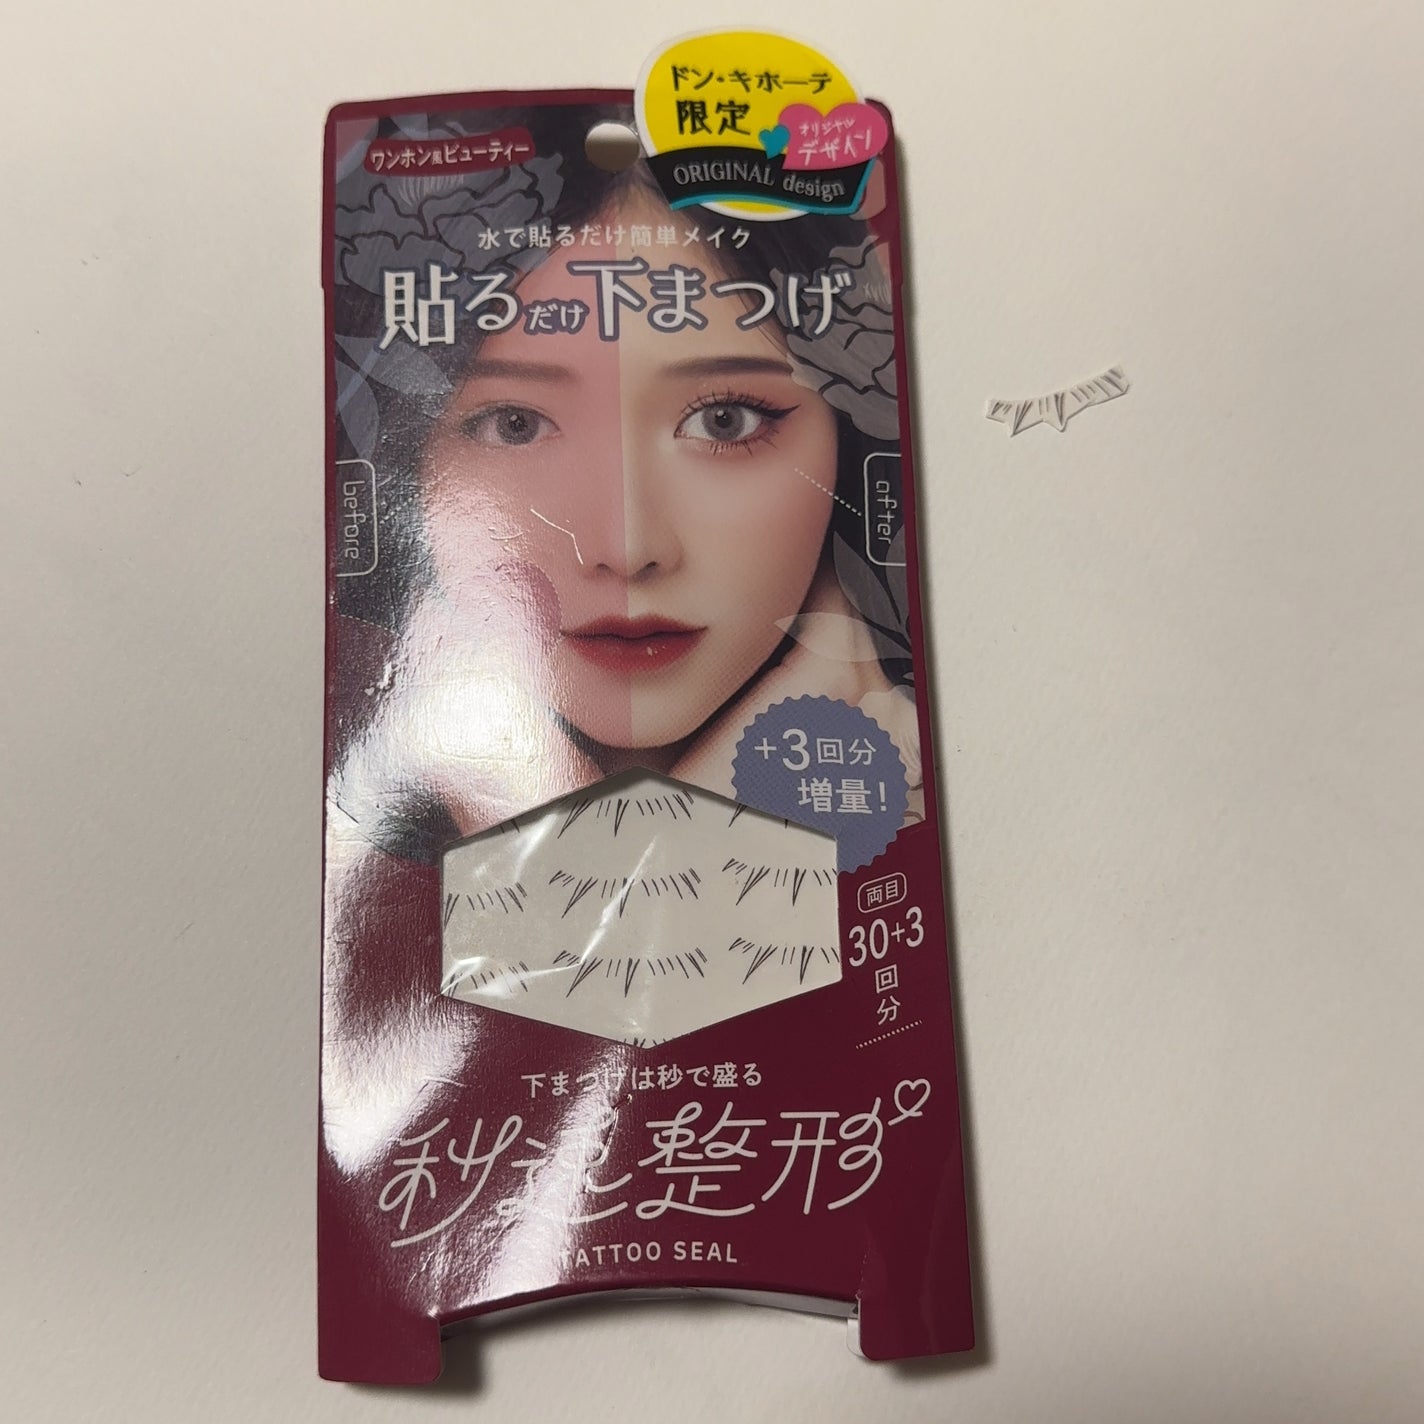 ドン・キホーテ
限定
オリジナル
デザイン
ORIGINAL design
ワンホン風ビューティー
水で貼るだけ簡単メイク
貼るだけ下まつげ
before
after
+3回分
増量!
両目
30+3
回
分
下まつげは秒で盛る
秒速整形
TATTOO SEAL